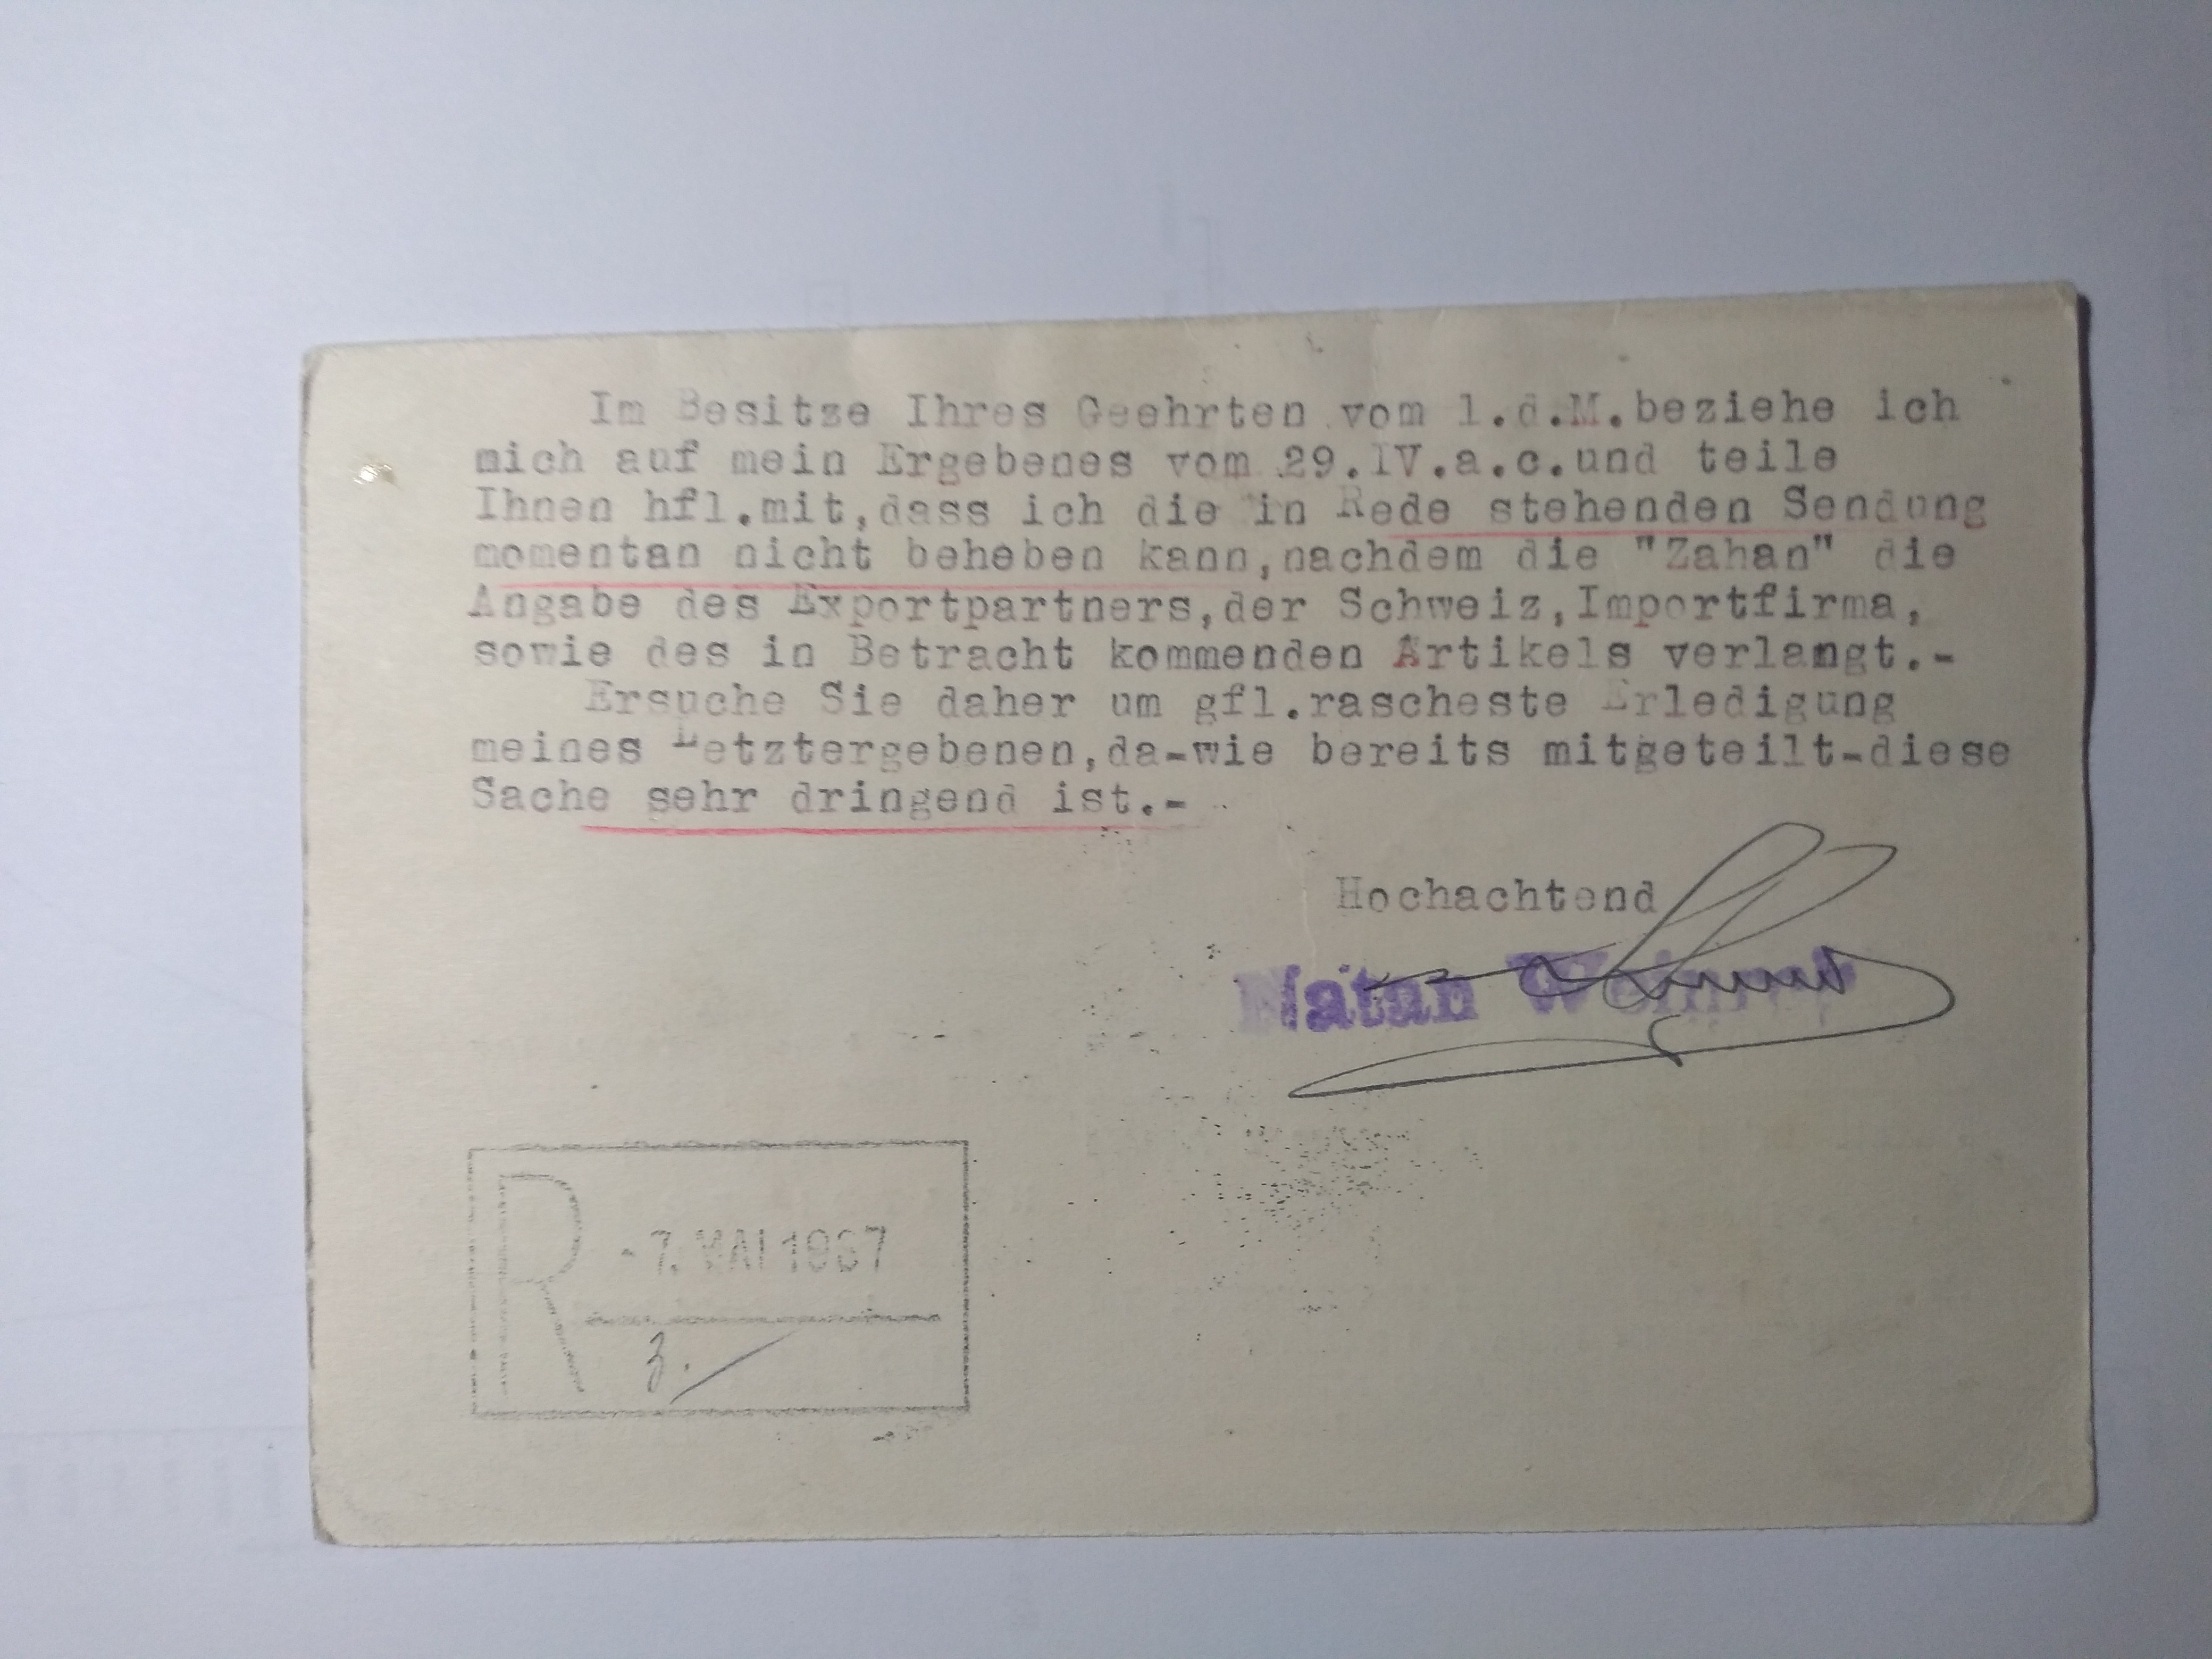 Im Besitze Ihres Geehrten vom 1.d.M.beziehe ich
mich auf mein Ergebenes vom 29.IV.a.c.und teile
Ihnen hfl.mit,dass ich die in Rede stehenden Sendung
momentan nicht beheben kann,nachdem die "Zahan" die
Angabe des Exportpartners,der Schweiz,Importfirma,
sowie des in Betracht kommenden Artikels verlangt.-
Ersuche Sie daher um gfl.rascheste Erledigung
meines Letztergebenen,da-wie bereits mitgeteilt-diese
Sache sehr dringend ist.-
Hochachtend
Natan
R
-7. MAI 1937